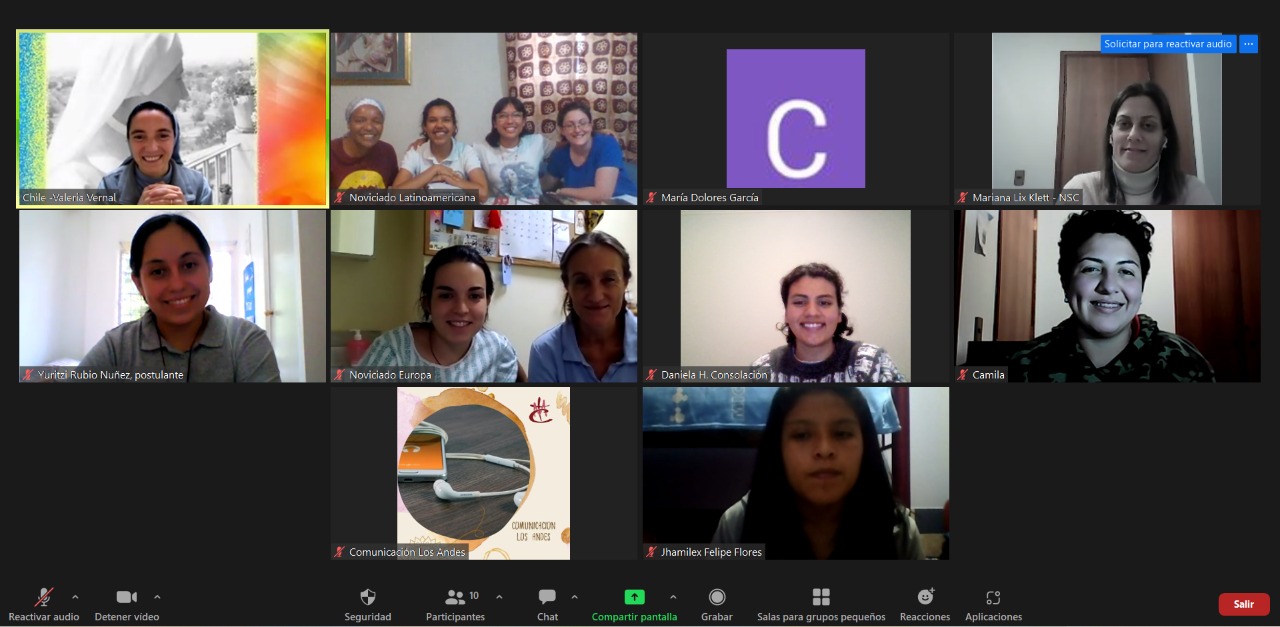 Solicitar para reactivar audio
Chile -Valeria Vernal
Noviciado Latinoamericana
C
María Dolores García
Mariana Lix Klett - NSC
Yuritzi Rubio Nuñez, postulante
Noviciado Europa
Daniela H. Consolación
Camila
COMUNICACIÓN
LOS ANDES
Comunicación Los Andes
Jhamilex Felipe Flores
Reactivar audio
Detener vídeo
Seguridad
10
Participantes
Chat
Compartir pantalla
Grabar
Salas para grupos pequeños
Reacciones
Aplicaciones
Salir